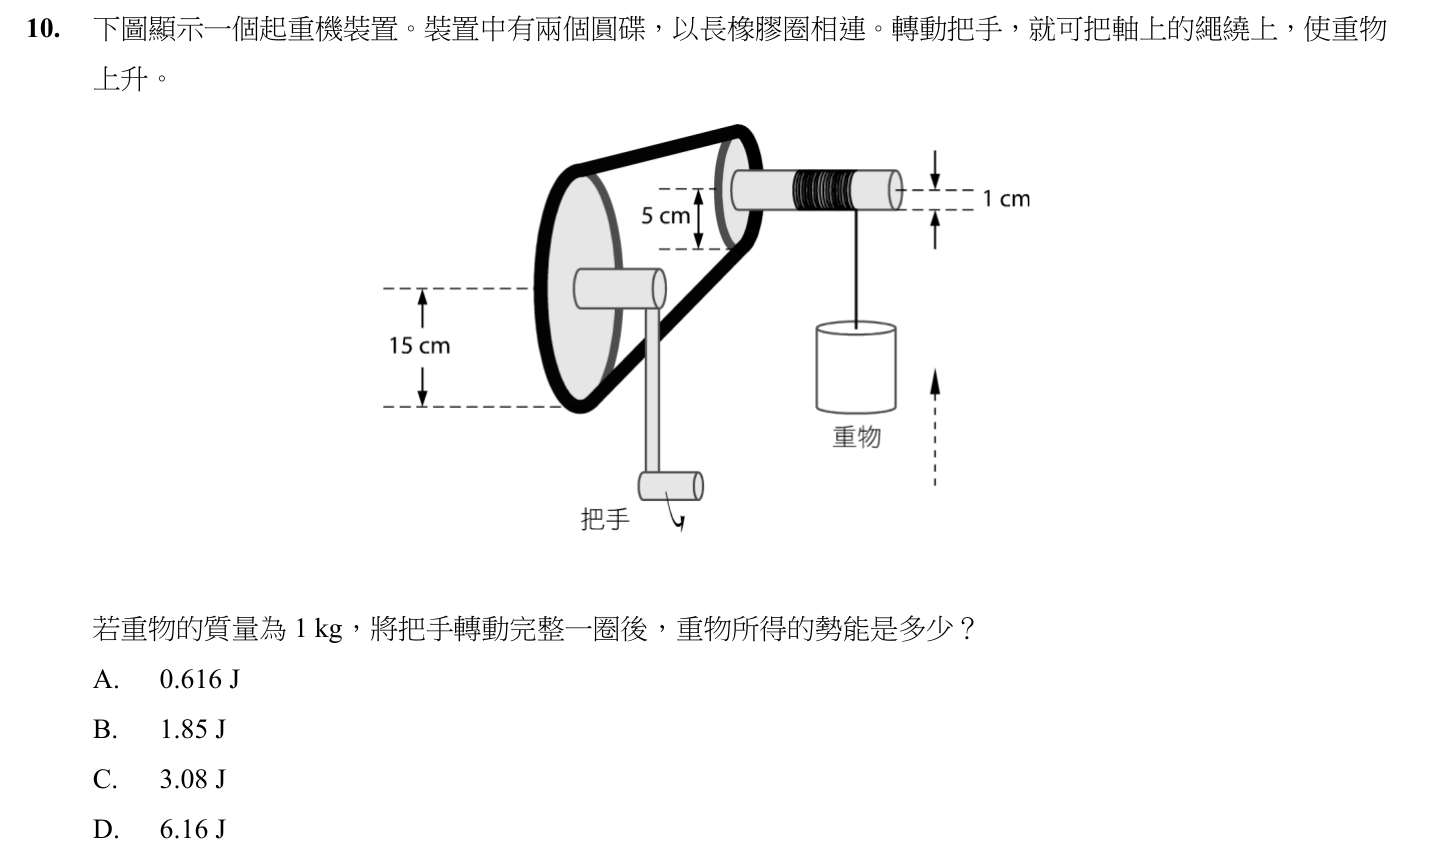 10. 下圖顯示一個起重機裝置。裝置中有兩個圓碟，以長橡膠圈相連。轉動把手，就可把軸上的繩繞上，使重物
上升。
1 cm
5 cm
15 cm
重物
把手
若重物的質量為 1 kg，將把手轉動完整一圈後，重物所得的勢能是多少？
A. 0.616 J
B. 1.85 J
C. 3.08 J
D. 6.16 J